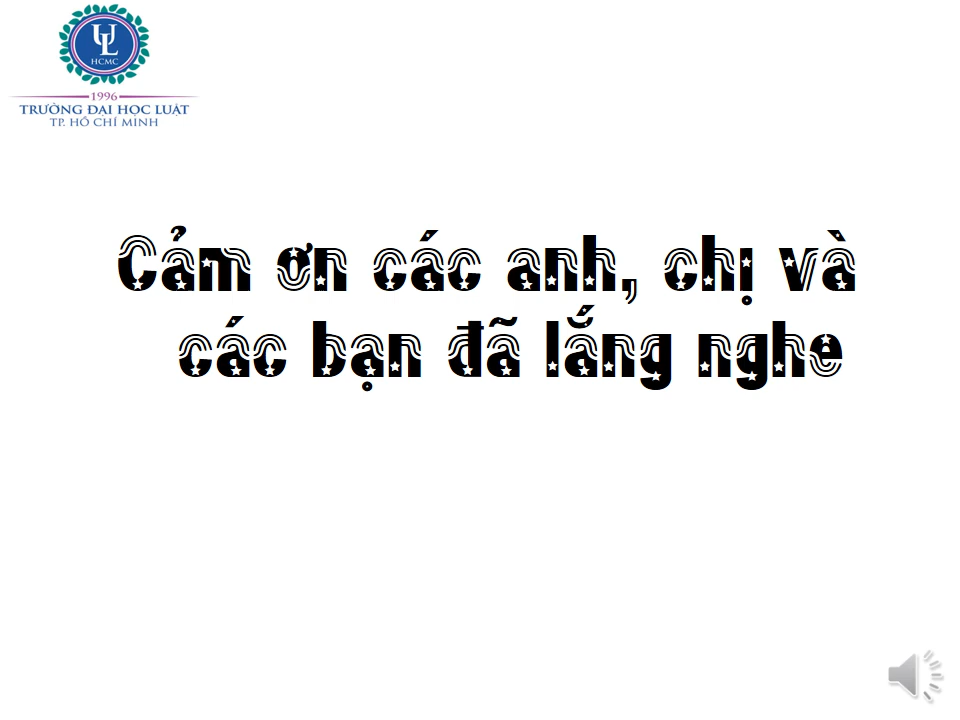 UL
HCMC
1996
TRƯỜNG ĐẠI HỌC LUẬT
TP. HỒ CHÍ MINH
Cảm ơn các anh, chị và
các bạn đã lắng nghe